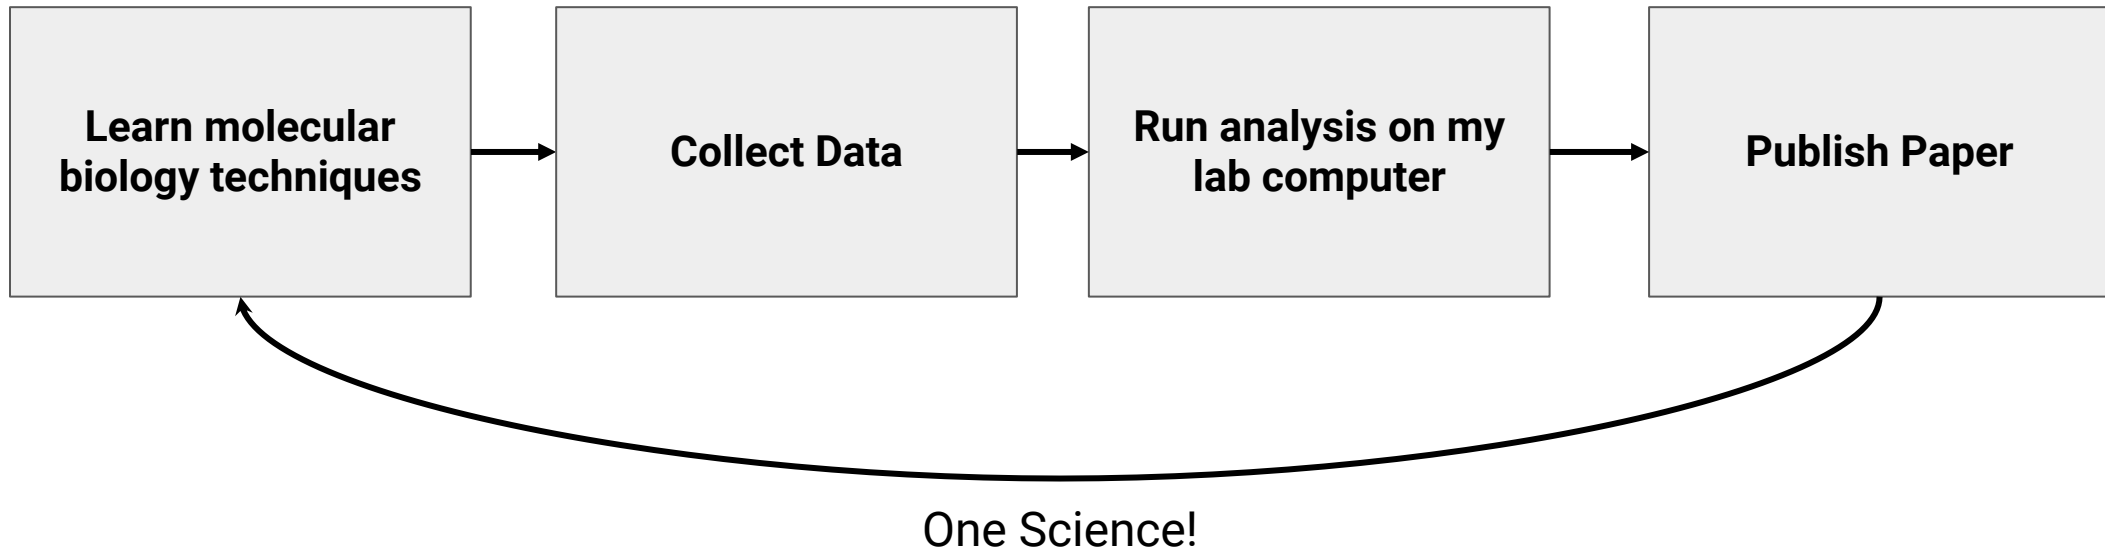 Learn molecular
biology techniques
Collect Data
Run analysis on my
lab computer
Publish Paper
One Science!